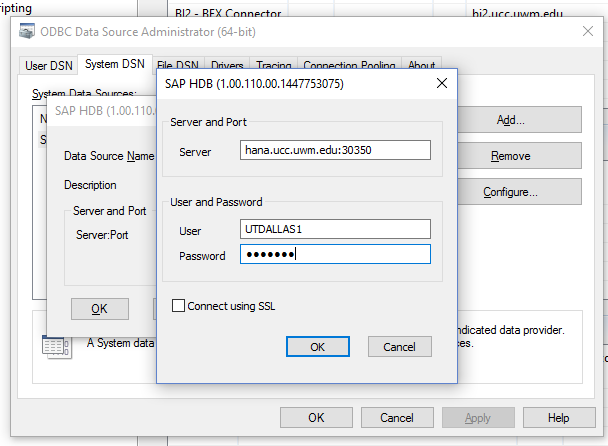 ripting
BI2 - BEX Connector
bi2.ucc.uwm.edu
ODBC Data Source Administrator (64-bit)
User DSN
System DSN
File DSN
Drivers
Tracing
Connection Pooling
About
System Data Sources:
N
S
Add...
Remove
Configure...
SAP HDB (1.00.110.00
Data Source Name
Description
Server and Port
Server:Port
OK
SAP HDB (1.00.110.00.1447753075)
Server and Port
Server
hana.ucc.uwm.edu:30350
User and Password
User
UTDALLAS1
Password
●●●●●●●
Connect using SSL
OK
Cancel
A System data
ndicated data provider.
ces.
OK
Cancel
Apply
Help